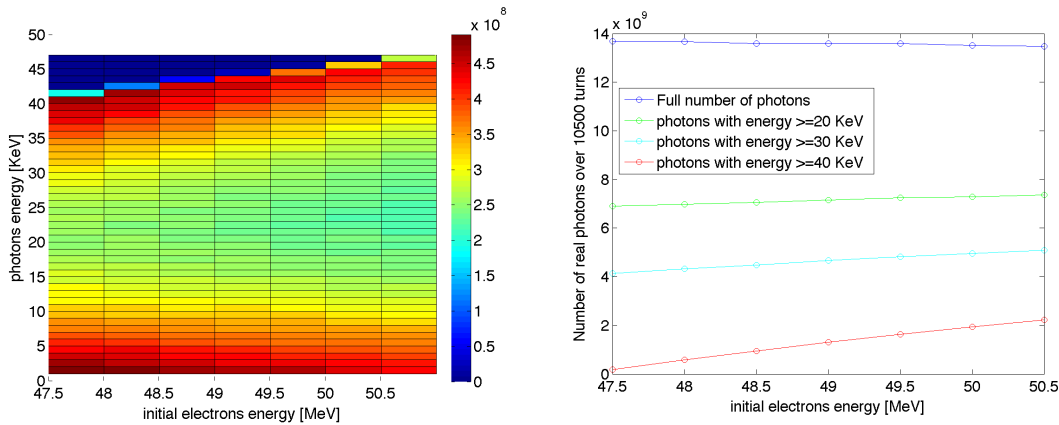 x 10^8
50
45
40
35
30
25
20
15
10
5
0
photons energy [KeV]
47.5 48 48.5 49 49.5 50 50.5
initial electrons energy [MeV]
4.5
4
3.5
3
2.5
2
1.5
1
0.5
0
x 10^9
14
12
10
8
6
4
2
0
Number of real photons over 10500 turns
Full number of photons
photons with energy >=20 KeV
photons with energy >=30 KeV
photons with energy >=40 KeV
47.5 48 48.5 49 49.5 50 50.5
initial electrons energy [MeV]